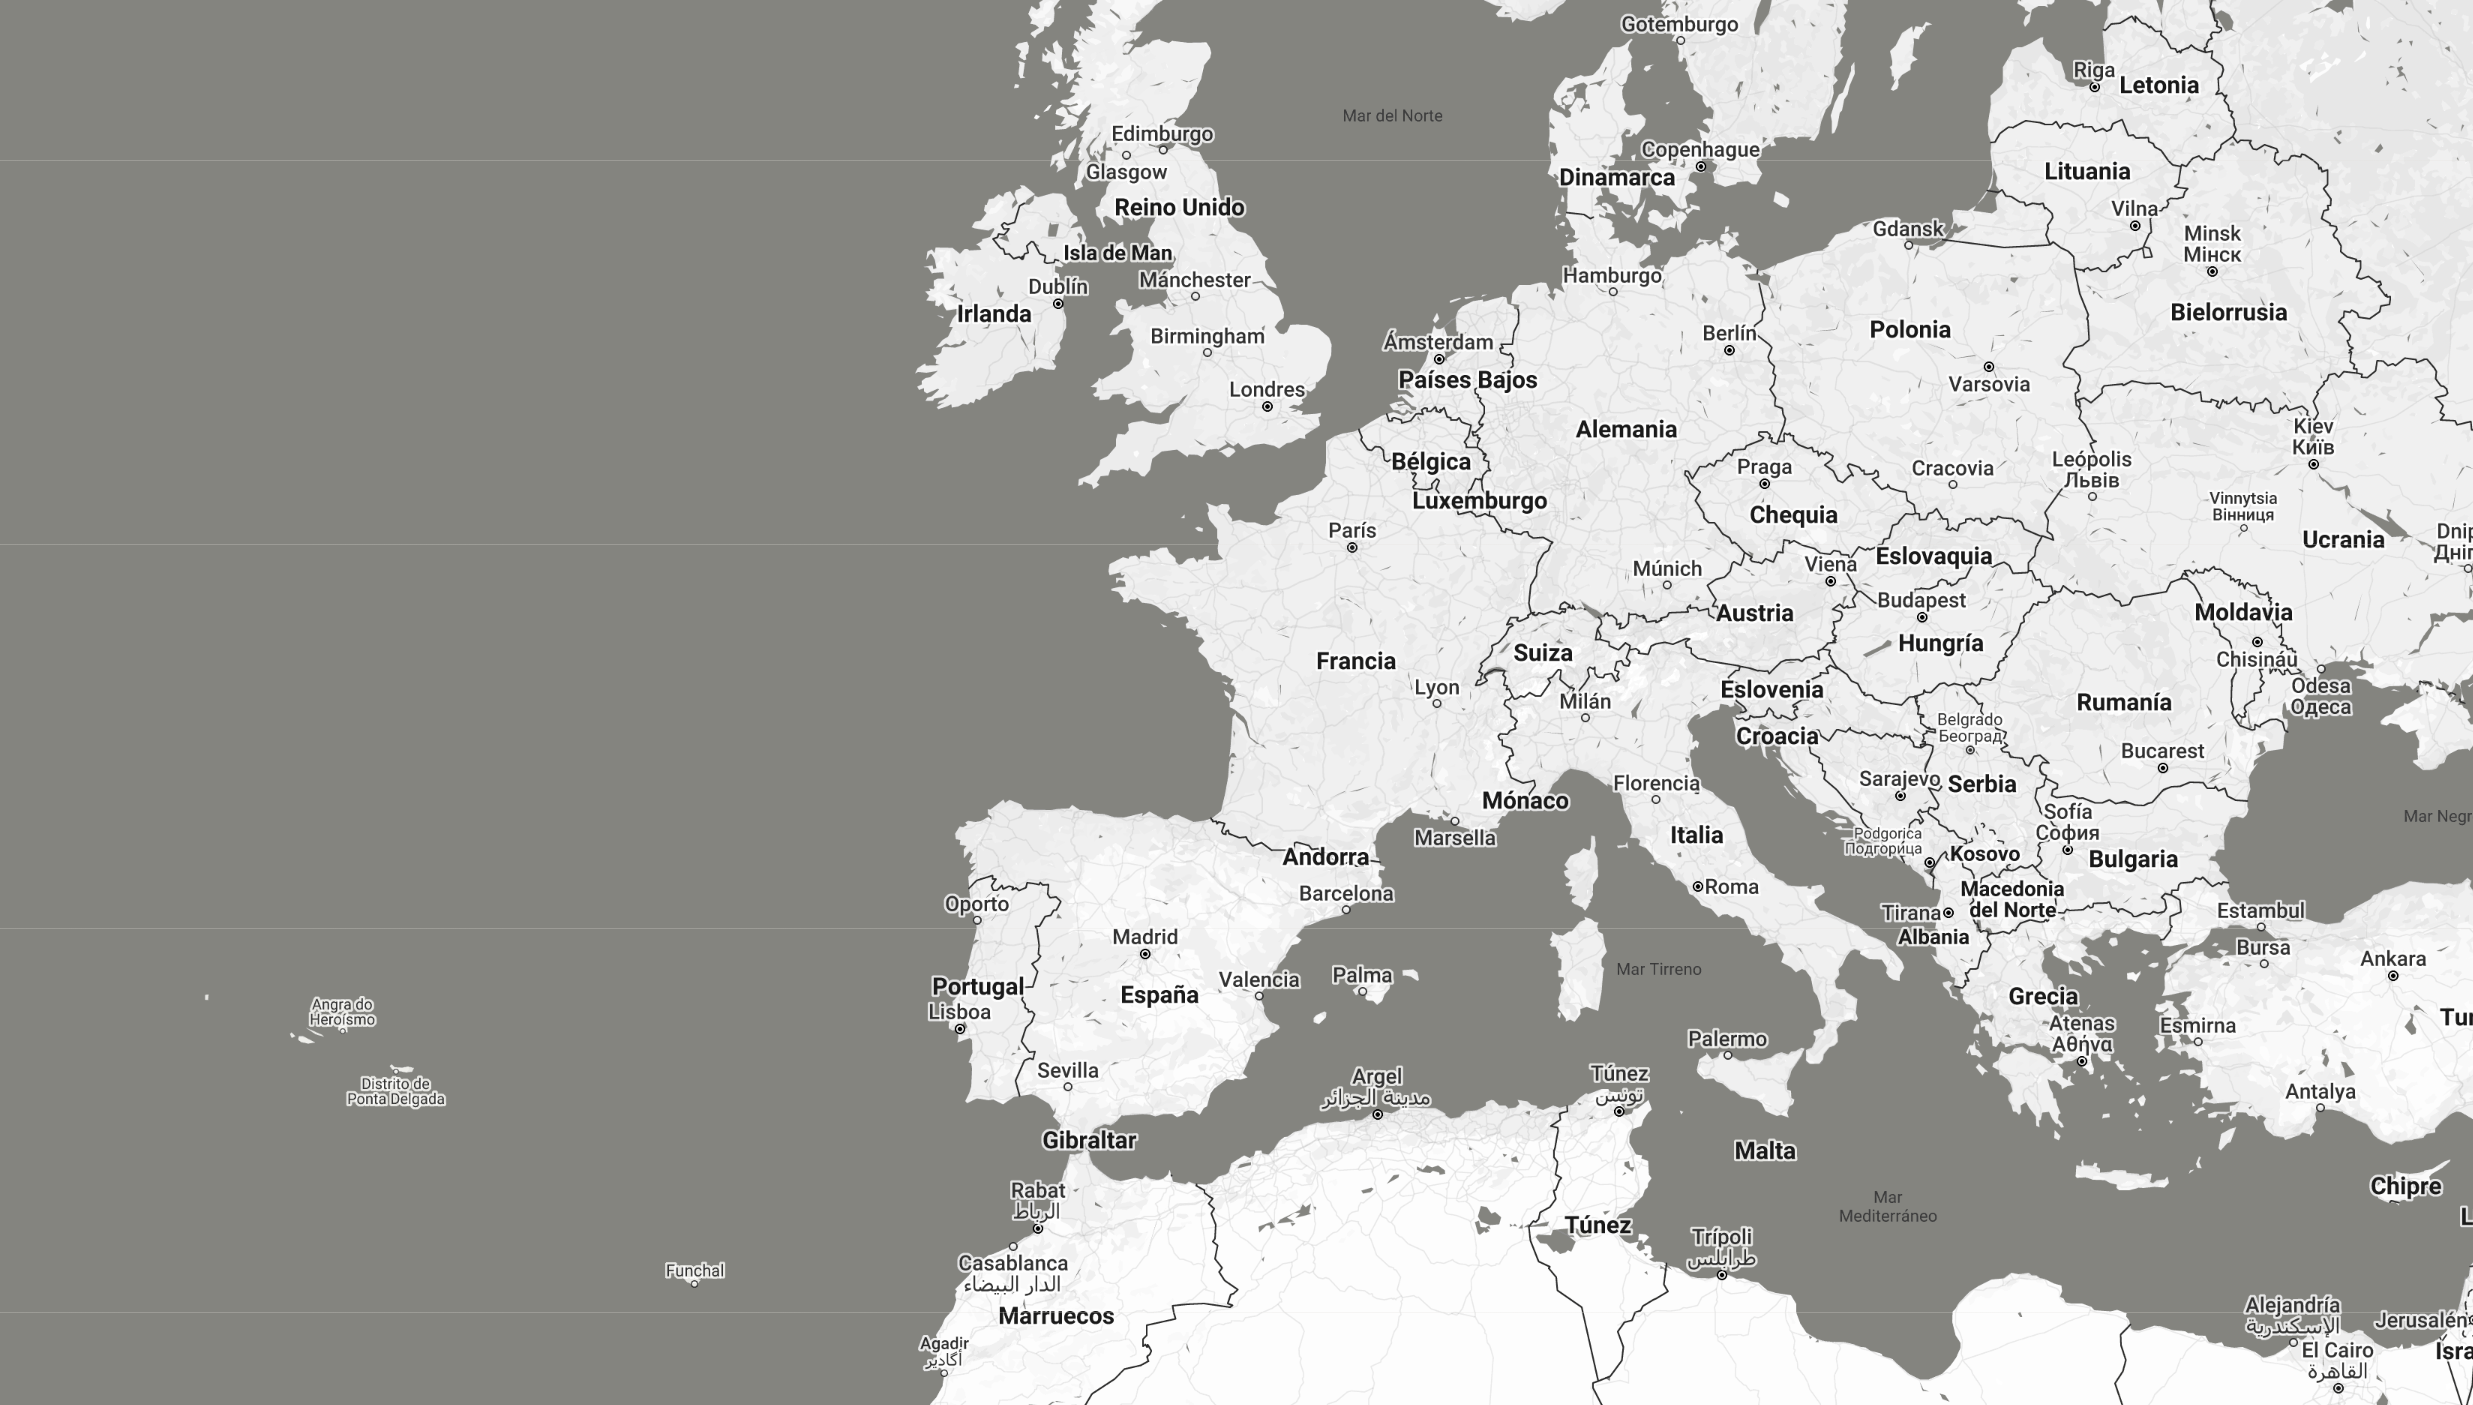 Gotemburgo
Riga
Letonia
Mar del Norte
Edimburgo
Copenhague
Glasgow
Dinamarca
Lituania
Reino Unido
Vilna
Gdansk
Minsk
Мінск
Isla de Man
Hamburgo
Mánchester
Dublín
Irlanda
Bielorrusia
Polonia
Berlín
Birmingham
Ámsterdam
Países Bajos
Varsovia
Londres
Alemania
Kiev
Київ
Bélgica
Praga
Cracovia
Leópolis
Львів
Luxemburgo
Vinnytsia
Вінниця
Chequia
París
Ucrania
Dnip
Дніп
Eslovaquia
Múnich
Viena
Budapest
Austria
Moldavia
Hungría
Suiza
Francia
Chisináu
Lyon
Eslovenia
Odesa
Одеса
Milán
Rumanía
Belgrado
Београд
Croacia
Bucarest
Sarajevo
Serbia
Florencia
Mónaco
Sofía
София
Mar Negr
Marsella
Italia
Podgorica
Подгорица
Kosovo
Andorra
Bulgaria
Roma
Barcelona
Macedonia
del Norte
Oporto
Tirana
Estambul
Madrid
Albania
Bursa
Ankara
Mar Tirreno
Palma
Valencia
Portugal
España
Grecia
Angra do
Heroísmo
Lisboa
Tur
Atenas
Αθήνα
Esmirna
Palermo
Sevilla
Argel
مدينة الجزائر
Túnez
تونس
Distrito de
Ponta Delgada
Antalya
Gibraltar
Malta
Chipre
Rabat
الرباط
Mar
Mediterráneo
L
Túnez
Trípoli
طرابلس
Casablanca
الدار البيضاء
Funchal
Marruecos
Alejandría
الإسكندرية
Jerusalén
Agadir
أكادير
El Cairo
القاهرة
Isra